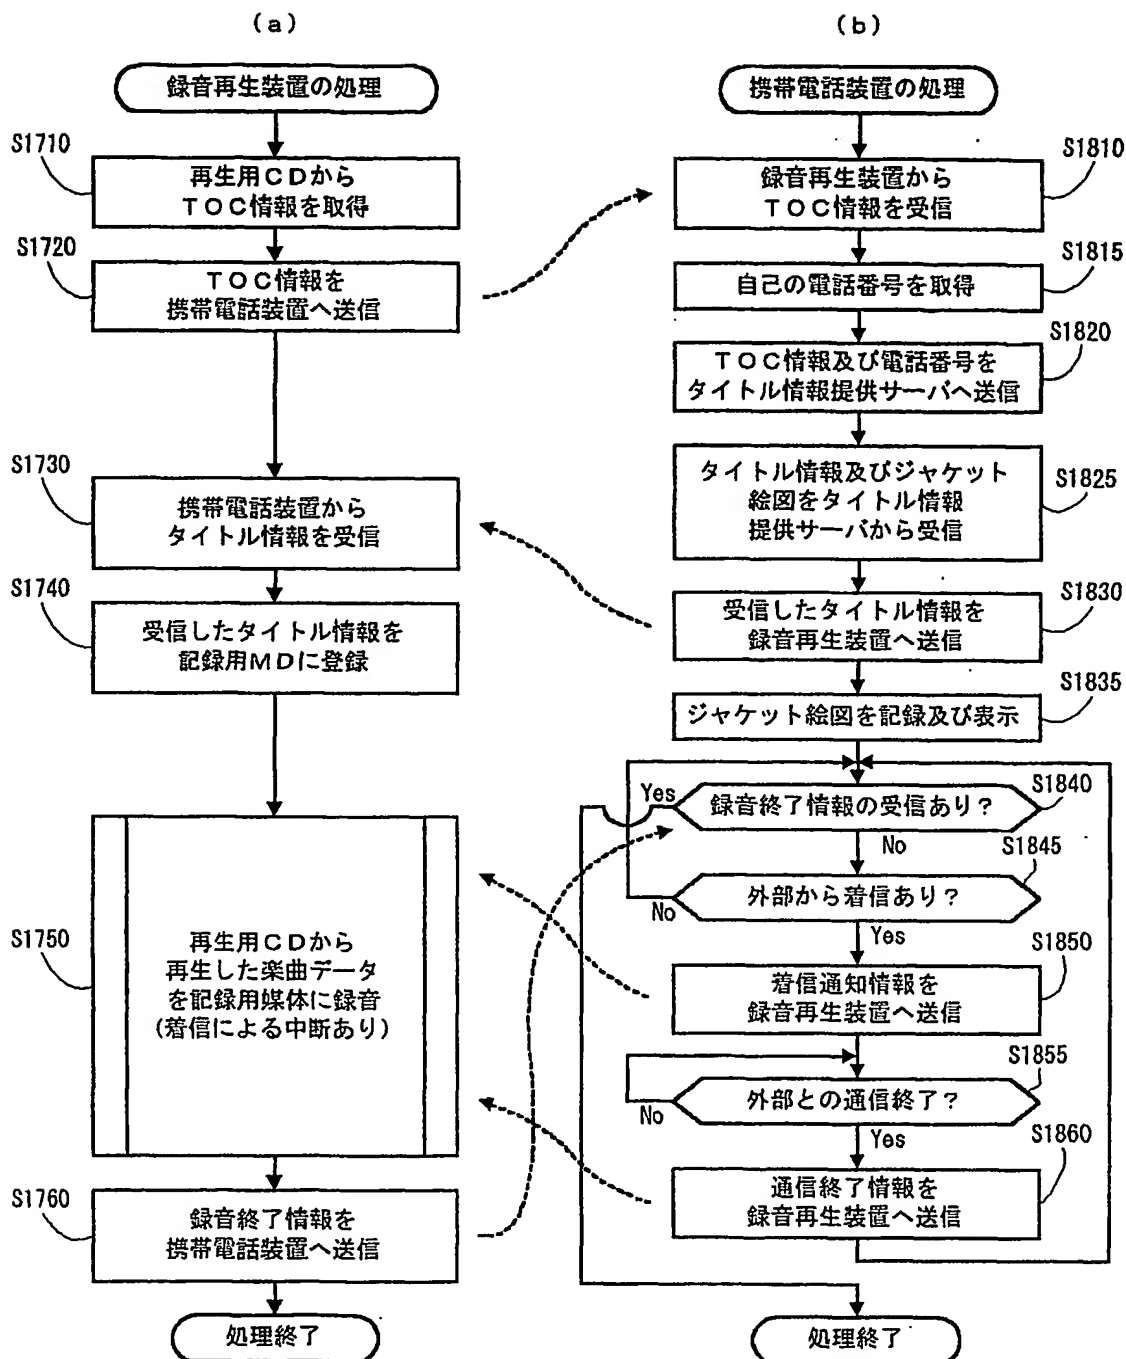 (a)
録音再生装置の処理
S1710
再生用CDから
TOC情報を取得
S1720
TOC情報を
携帯電話装置へ送信
S1730
携帯電話装置から
タイトル情報を受信
S1740
受信したタイトル情報を
記録用MDに登録
S1750
再生用CDから
再生した楽曲データ
を記録用媒体に録音
(着信による中断あり)
S1760
録音終了情報を
携帯電話装置へ送信
処理終了
(b)
携帯電話装置の処理
S1810
録音再生装置から
TOC情報を受信
S1815
自己の電話番号を取得
S1820
TOC情報及び電話番号を
タイトル情報提供サーバへ送信
S1825
タイトル情報及びジャケット
絵図をタイトル情報
提供サーバから受信
S1830
受信したタイトル情報を
録音再生装置へ送信
S1835
ジャケット絵図を記録及び表示
S1840
Yes
録音終了情報の受信あり?
No
S1845
外部から着信あり?
No
Yes
S1850
着信通知情報を
録音再生装置へ送信
S1855
外部との通信終了?
No
Yes
S1860
通信終了情報を
録音再生装置へ送信
処理終了